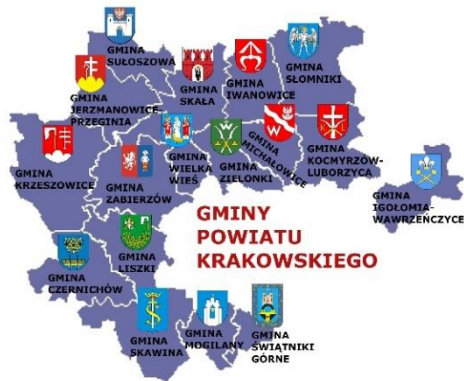 GMINA
SUŁOSZOWA
GMINA
SKAŁA
GMINA
IWANOWICE
GMINA
SŁOMNIKI
GMINA
JERZMANOWICE-
PRZEGINIA
GMINA
KRZESZOWICE
GMINA
ZABIERZÓW
GMINA
WIELKA
WIEŚ
GMINA
ZIELONKI
GMINA
MICHAŁOWICE
GMINA
KOCMYRZÓW-
LUBORZYCA
GMINA
IGOŁOMIA-
WAWRZEŃCZYCE
GMINY
POWIATU
KRAKOWSKIEGO
GMINA
CZERNICHÓW
GMINA
LISZKI
GMINA
SKAWINA
GMINA
MOGILANY
GMINA
ŚWIĄTNIKI
GÓRNE